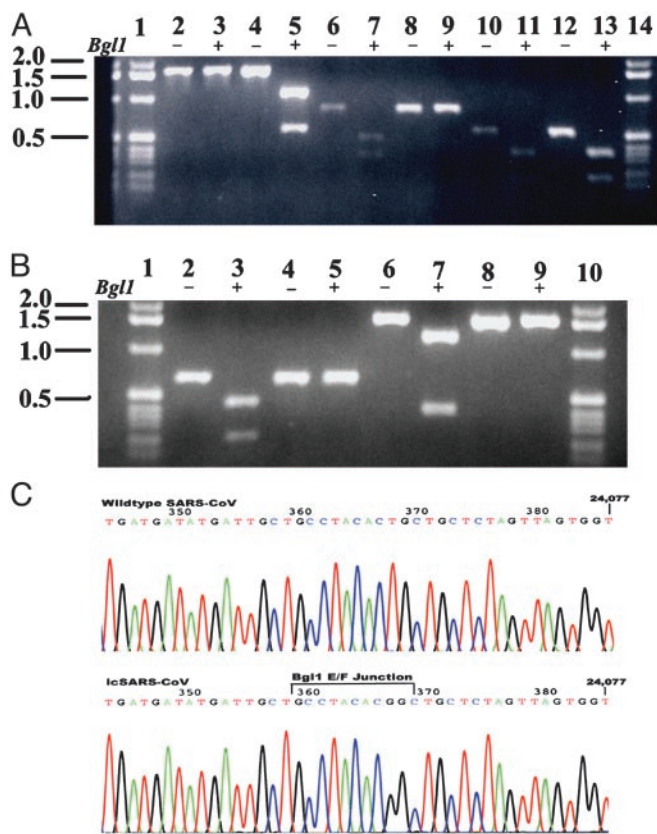 A
1 2 3 4 5 6 7 8 9 10 11 12 13 14
Bgl1 – + – + – + – + – + – +
2.0
1.5
1.0
0.5
B
1 2 3 4 5 6 7 8 9 10
Bgl1 – + – + – + – +
2.0
1.5
1.0
0.5
C
Wildtype SARS-CoV
24,077
350 360 370 380
TGATGATATGATTGCTGCCTACACTGCTGCTCTAGTTAGTGGT
icSARS-CoV
Bgl1 E/F Junction
24,077
350 360 370 380
TGATGATATGATTGCTGCCTACACGGCTGCTCTAGTTAGTGGT